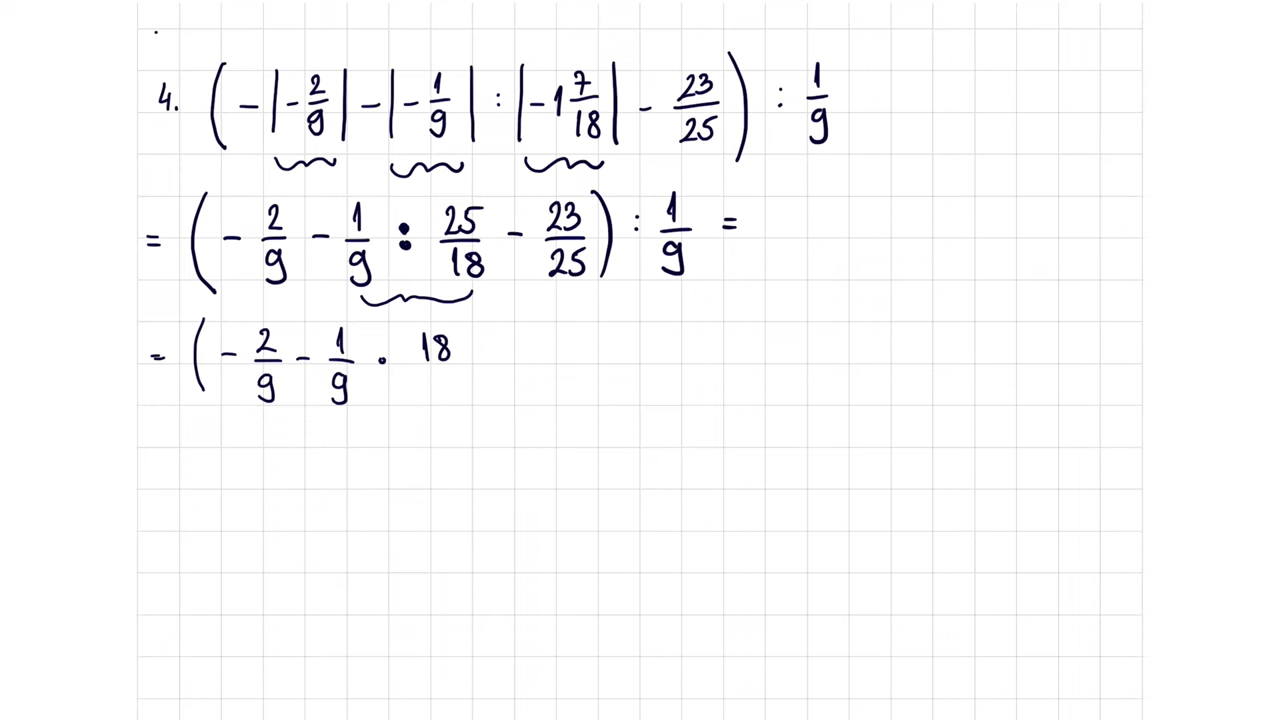 4. (-|-2/9|-|-1/9| : |-1 7/18| - 23/25) : 1/9
= (-2/9 - 1/9 : 25/18 - 23/25) : 1/9 =
= (-2/9 - 1/9 · 18